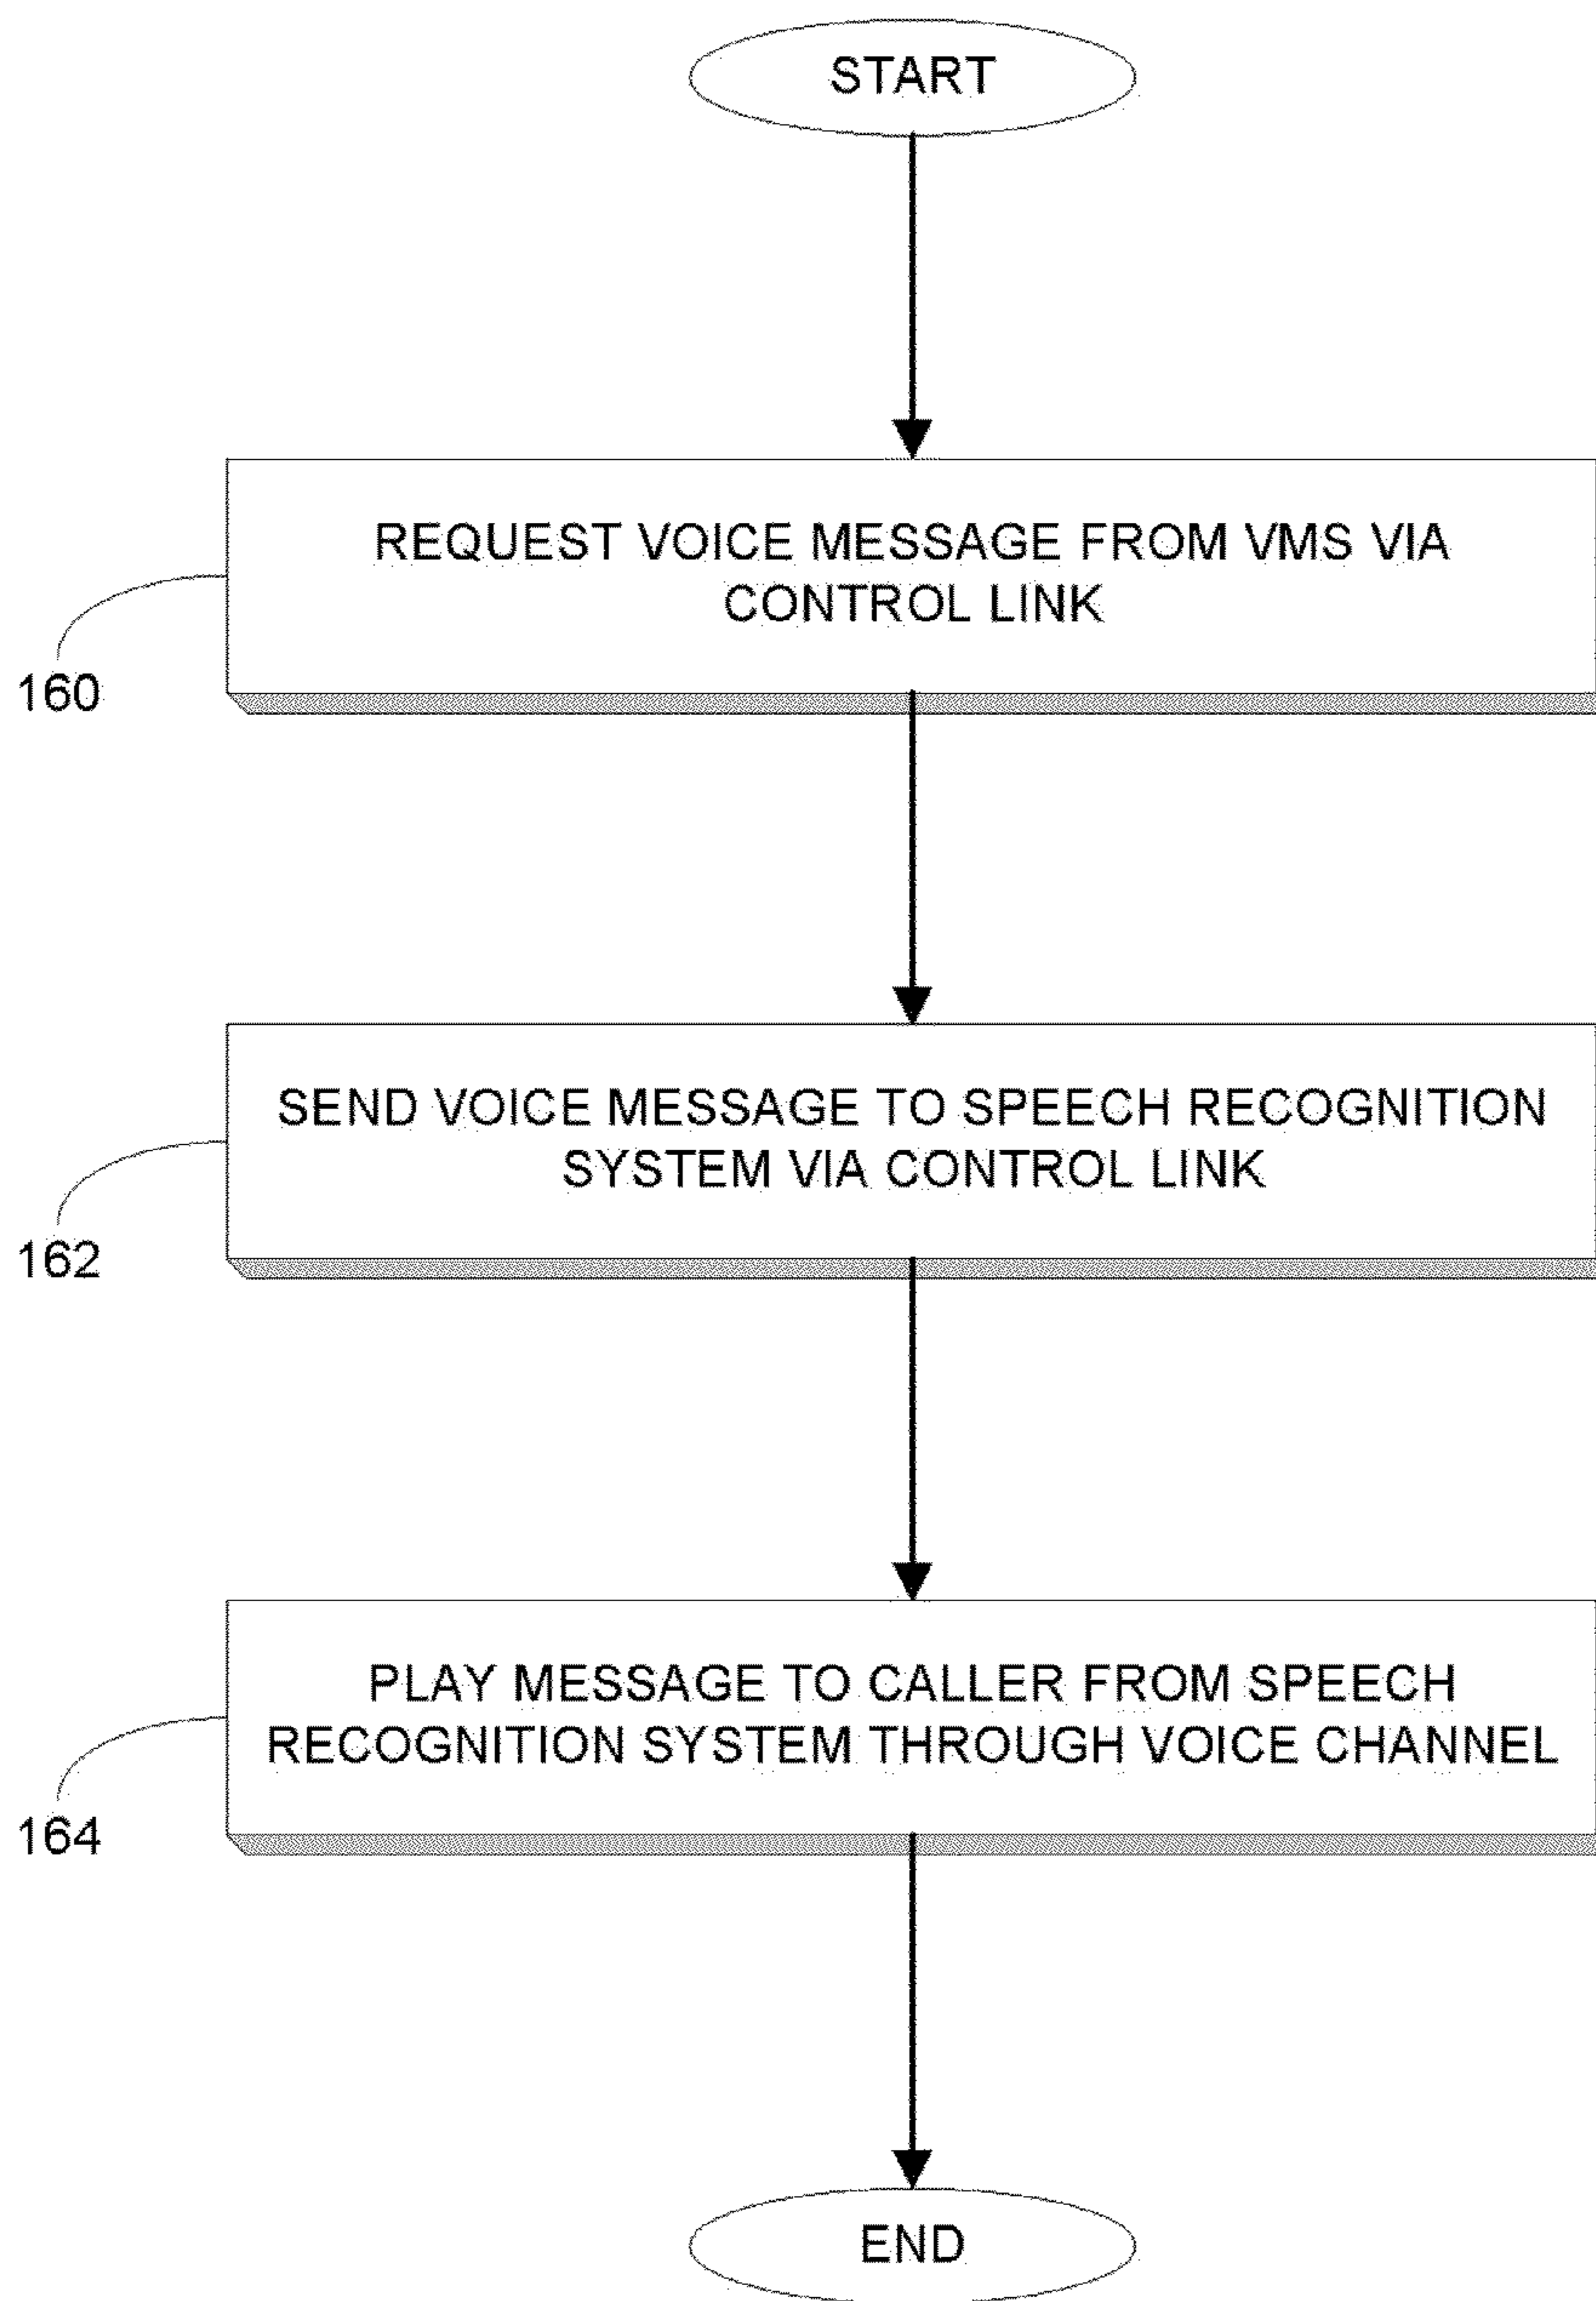 START
REQUEST VOICE MESSAGE FROM VMS VIA
CONTROL LINK
160
SEND VOICE MESSAGE TO SPEECH RECOGNITION
SYSTEM VIA CONTROL LINK
162
PLAY MESSAGE TO CALLER FROM SPEECH
RECOGNITION SYSTEM THROUGH VOICE CHANNEL
164
END